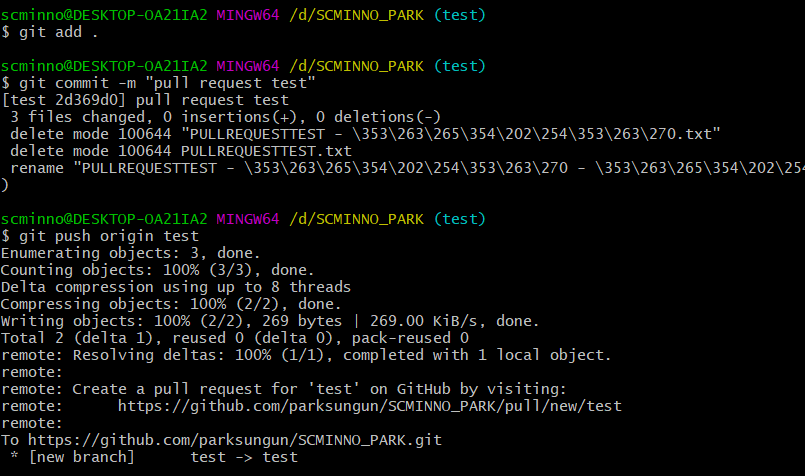 scminno@DESKTOP-OA21IA2 MINGW64 /d/SCMINNO_PARK (test)
$ git add .
scminno@DESKTOP-OA21IA2 MINGW64 /d/SCMINNO_PARK (test)
$ git commit -m "pull request test"
[test 2d369d0] pull request test
 3 files changed, 0 insertions(+), 0 deletions(-)
 delete mode 100644 "PULLREQUESTTEST - \353\263\265\354\202\254\353\263\270.txt"
 delete mode 100644 PULLREQUESTTEST.txt
 rename "PULLREQUESTTEST - \353\263\265\354\202\254\353\263\270 - \353\263\265\354\202\254
)
scminno@DESKTOP-OA21IA2 MINGW64 /d/SCMINNO_PARK (test)
$ git push origin test
Enumerating objects: 3, done.
Counting objects: 100% (3/3), done.
Delta compression using up to 8 threads
Compressing objects: 100% (2/2), done.
Writing objects: 100% (2/2), 269 bytes | 269.00 KiB/s, done.
Total 2 (delta 1), reused 0 (delta 0), pack-reused 0
remote: Resolving deltas: 100% (1/1), completed with 1 local object.
remote:
remote: Create a pull request for 'test' on GitHub by visiting:
remote:      https://github.com/parksungun/SCMINNO_PARK/pull/new/test
remote:
To https://github.com/parksungun/SCMINNO_PARK.git
 * [new branch]      test -> test